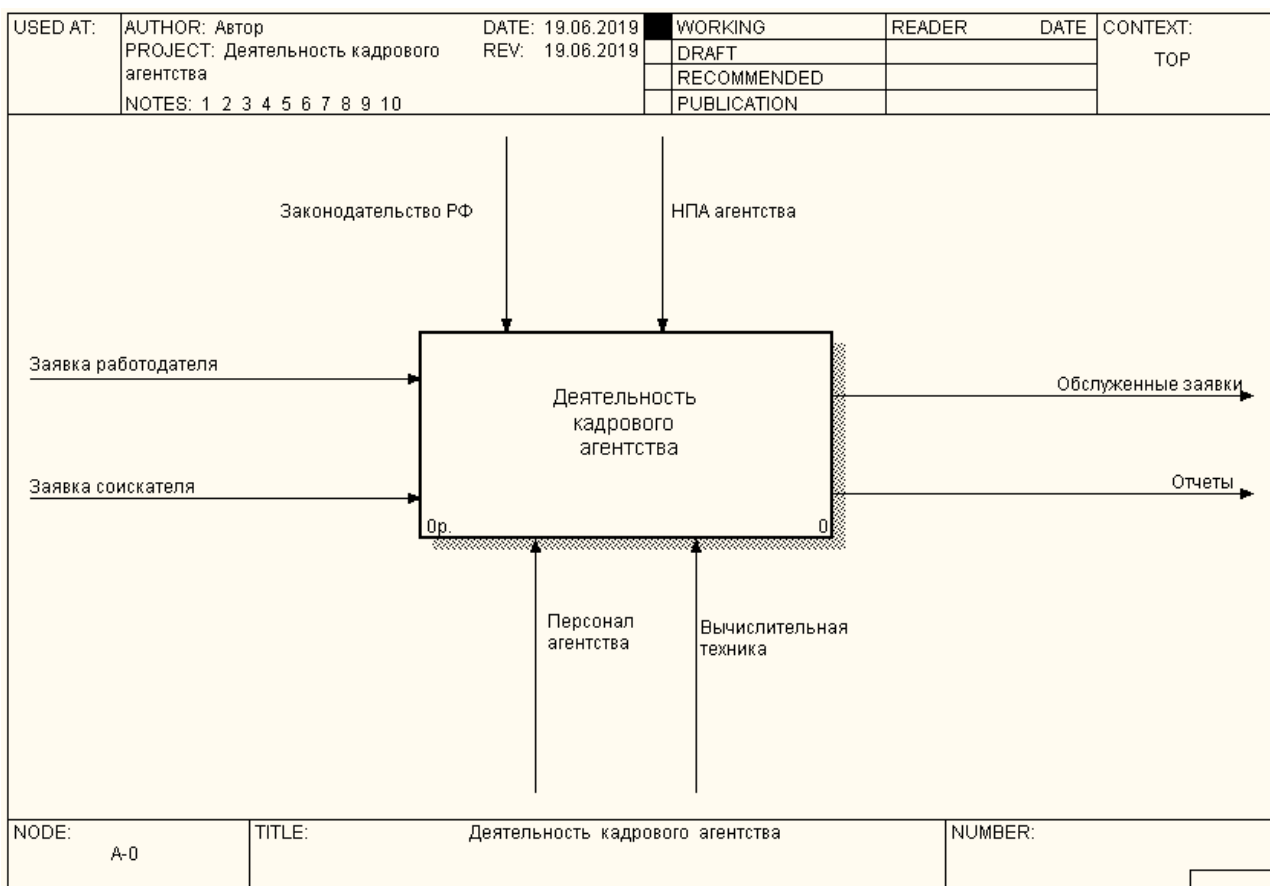 USED AT:
AUTHOR: Автор
DATE: 19.06.2019
PROJECT: Деятельность кадрового
агентства
REV: 19.06.2019
NOTES: 1 2 3 4 5 6 7 8 9 10
WORKING
DRAFT
RECOMMENDED
PUBLICATION
READER DATE
CONTEXT:
TOP
Законодательство РФ
НПА агентства
Заявка работодателя
Заявка соискателя
Деятельность
кадрового
агентства
0р.
0
Обслуженные заявки
Отчеты
Персонал
агентства
Вычислительная
техника
NODE:
A-0
TITLE:
Деятельность кадрового агентства
NUMBER: